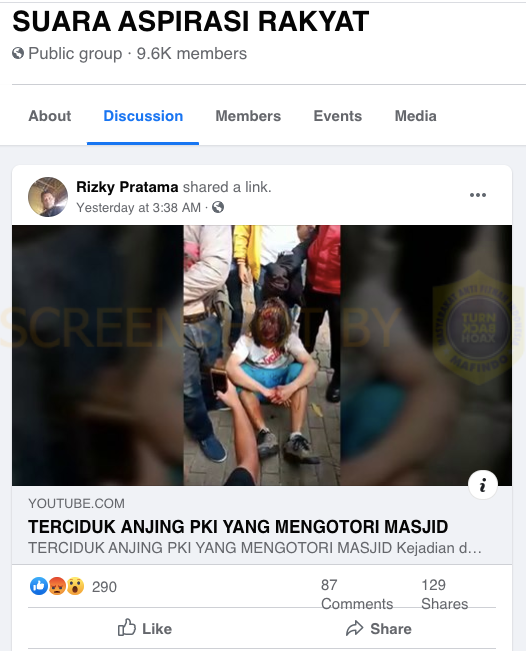 SUARA ASPIRASI RAKYAT
Public group · 9.6K members
About Discussion Members Events Media
Rizky Pratama shared a link.
Yesterday at 3:38 AM ·
SCREENSHOT BY
TURN
BACK
HOAX
MAFINDO
YOUTUBE.COM
TERCIDUK ANJING PKI YANG MENGOTORI MASJID
TERCIDUK ANJING PKI YANG MENGOTORI MASJID Kejadian d...
290
87 Comments
129 Shares
Like Share